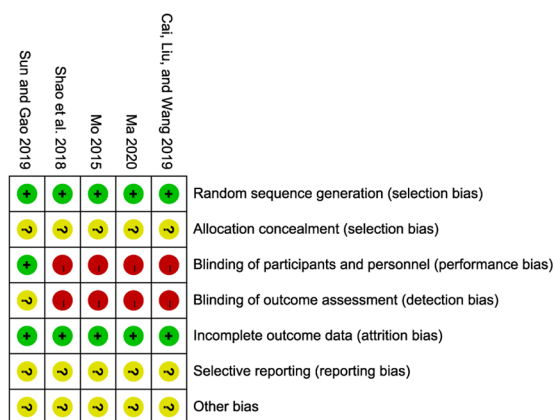 Sun and Gao 2019
Shao et al. 2018
Mo 2015
Ma 2020
Cai, Liu, and Wang 2019
+ + + + + Random sequence generation (selection bias)
? ? ? ? ? Allocation concealment (selection bias)
+ – – – – Blinding of participants and personnel (performance bias)
? – – – – Blinding of outcome assessment (detection bias)
+ + + + + Incomplete outcome data (attrition bias)
? ? ? ? ? Selective reporting (reporting bias)
? ? ? ? ? Other bias